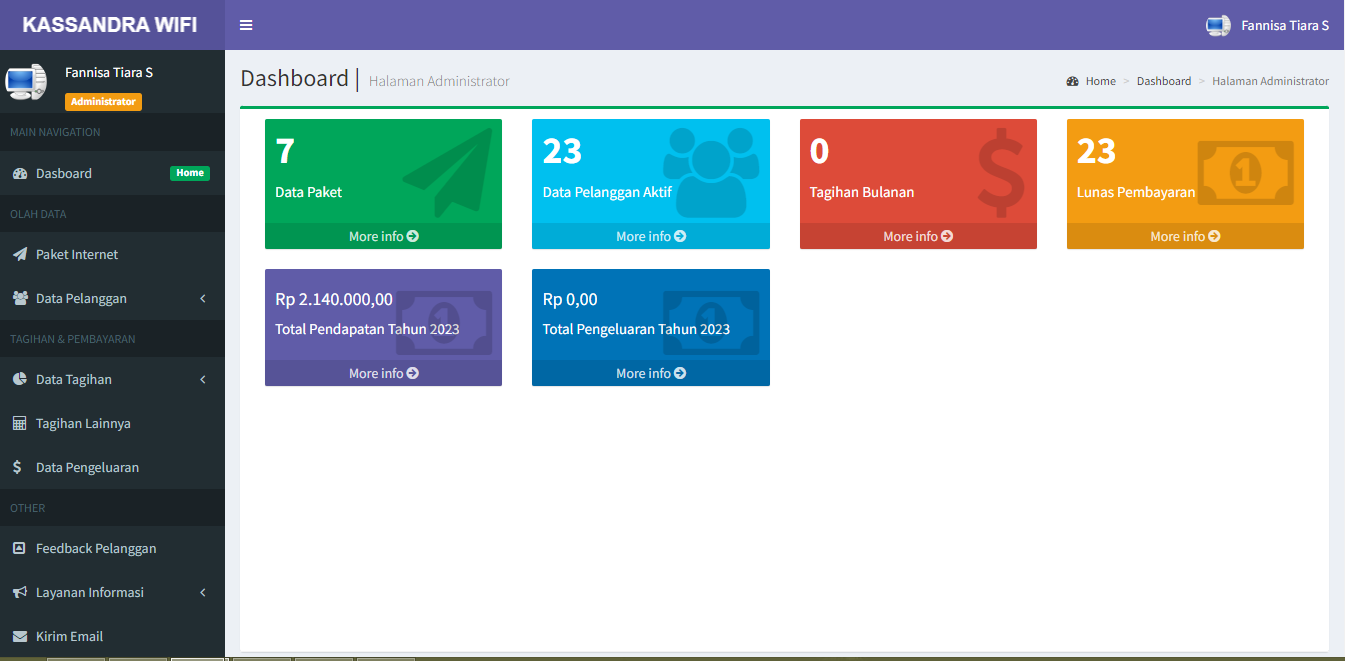 KASSANDRA WIFI
Fannisa Tiara S
Fannisa Tiara S
Administrator
MAIN NAVIGATION
Dasboard
Home
OLAH DATA
Paket Internet
Data Pelanggan
TAGIHAN & PEMBAYARAN
Data Tagihan
Tagihan Lainnya
Data Pengeluaran
OTHER
Feedback Pelanggan
Layanan Informasi
Kirim Email
Dashboard | Halaman Administrator
Home > Dashboard > Halaman Administrator
7
Data Paket
More info
23
Data Pelanggan Aktif
More info
0
Tagihan Bulanan
More info
23
Lunas Pembayaran
More info
Rp 2.140.000,00
Total Pendapatan Tahun 2023
More info
Rp 0,00
Total Pengeluaran Tahun 2023
More info